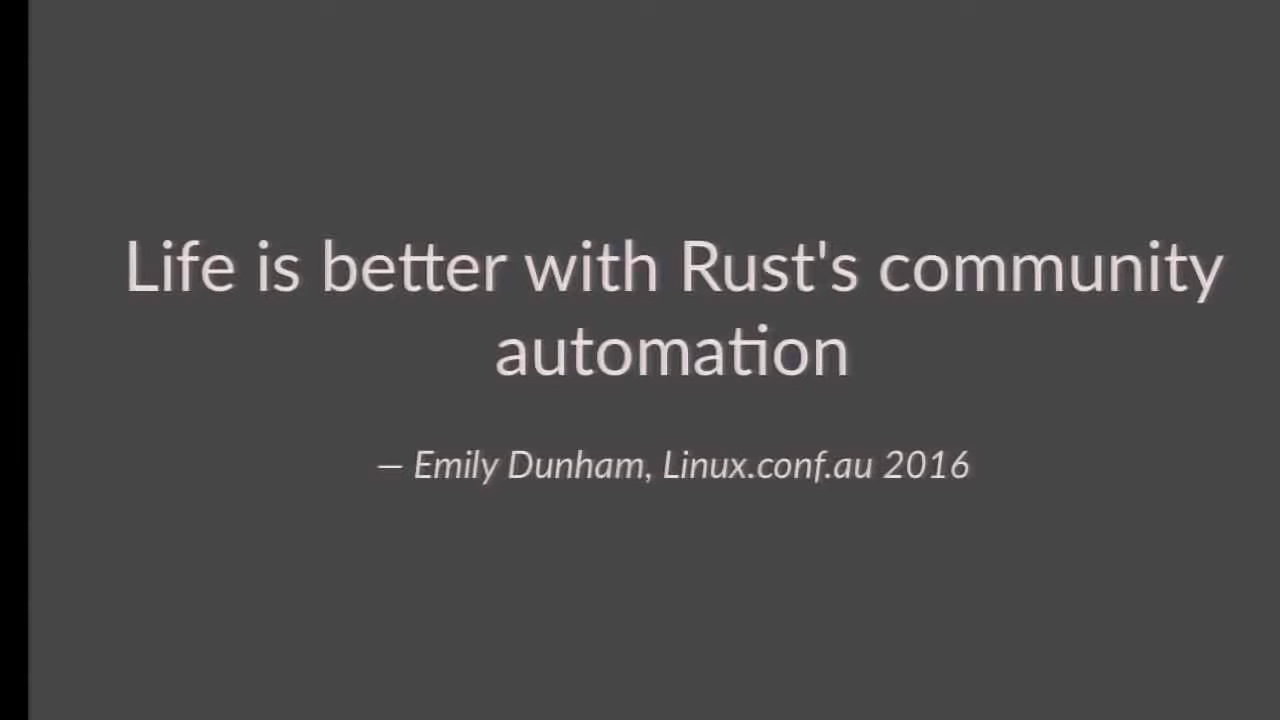 Life is better with Rust's community
automation
— Emily Dunham, Linux.conf.au 2016